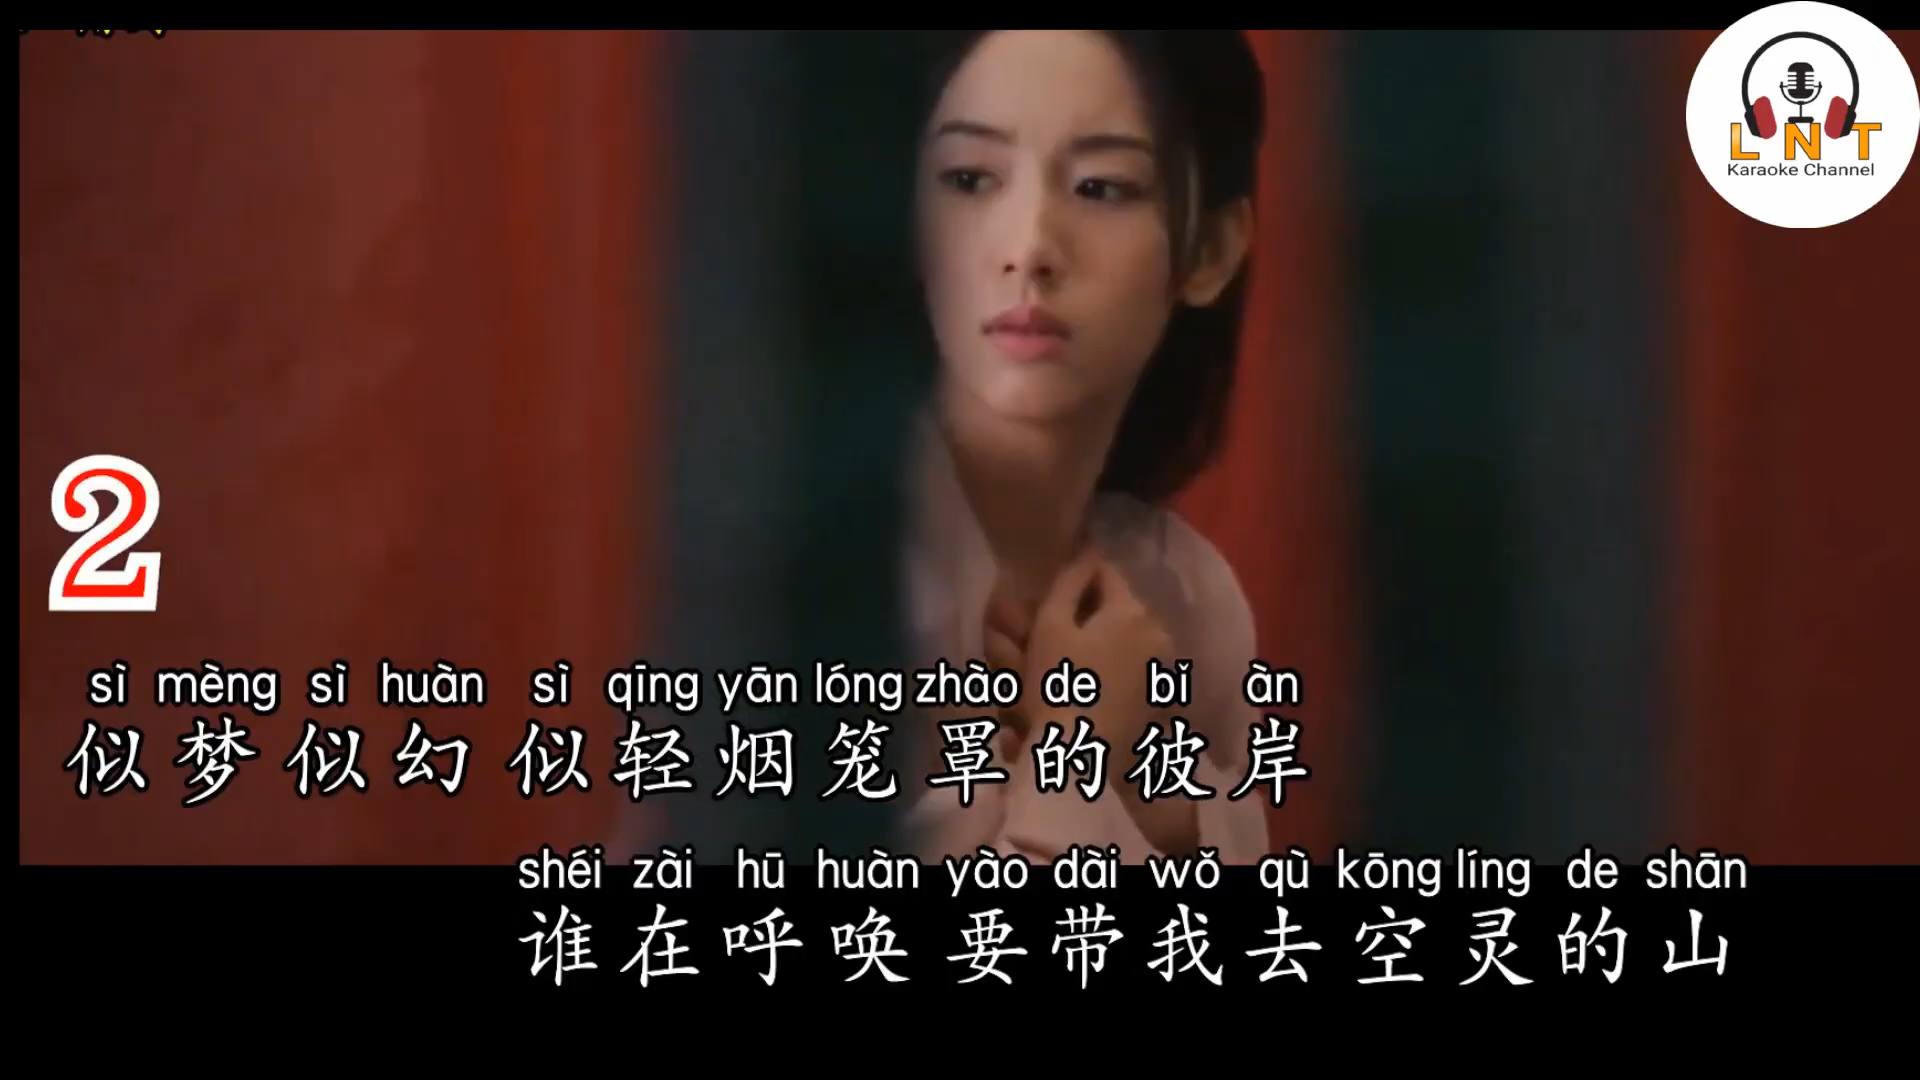 L N T
Karaoke Channel
2
sì mèng sì huàn sì qīng yān lóng zhào de bǐ àn
似梦似幻 似轻烟笼罩的彼岸
shéi zài hū huàn yào dài wǒ qù kōng líng de shān
谁在呼唤 要带我去空灵的山